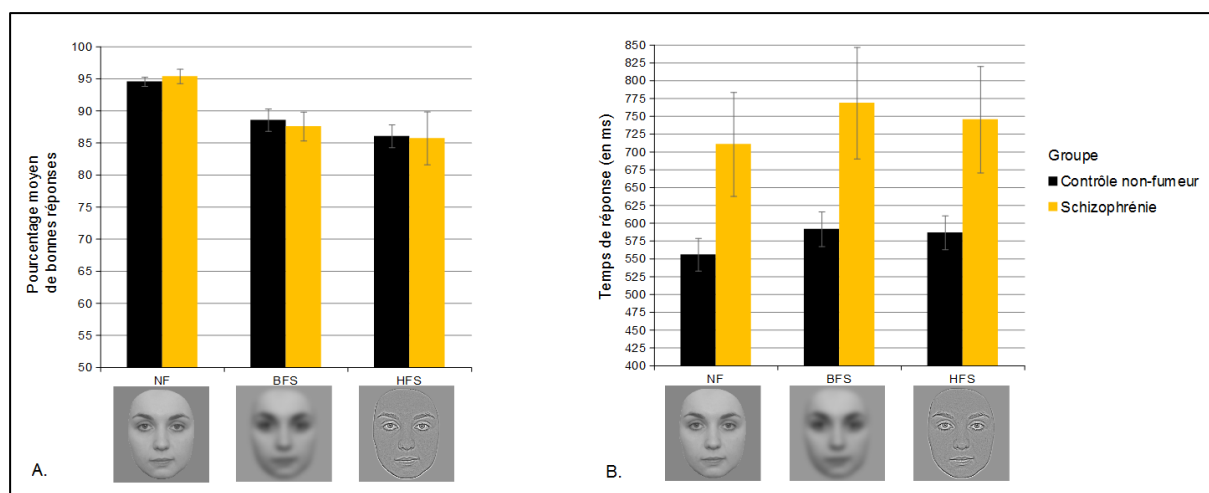 Pourcentage moyen
de bonnes réponses
100
95
90
85
80
75
70
65
60
55
50
NF
BFS
HFS
A.
Temps de réponse (en ms)
850
825
800
775
750
725
700
675
650
625
600
575
550
525
500
475
450
425
400
NF
BFS
HFS
B.
Groupe
Contrôle non-fumeur
Schizophrénie